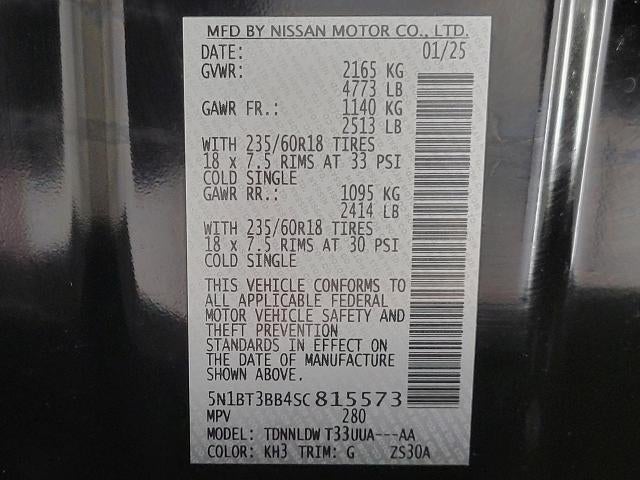 MFD BY NISSAN MOTOR CO., LTD.
DATE: 01/25
GVWR: 2165 KG
4773 LB
GAWR FR.: 1140 KG
2513 LB
WITH 235/60R18 TIRES
18 x 7.5 RIMS AT 33 PSI
COLD SINGLE
GAWR RR.: 1095 KG
2414 LB
WITH 235/60R18 TIRES
18 x 7.5 RIMS AT 30 PSI
COLD SINGLE
THIS VEHICLE CONFORMS TO
ALL APPLICABLE FEDERAL
MOTOR VEHICLE SAFETY AND
THEFT PREVENTION
STANDARDS IN EFFECT ON
THE DATE OF MANUFACTURE
SHOWN ABOVE.
5N1BT3BB4SC815573
MPV 280
MODEL: TDNNLDW T33UUA---AA
COLOR: KH3 TRIM: G ZS30A